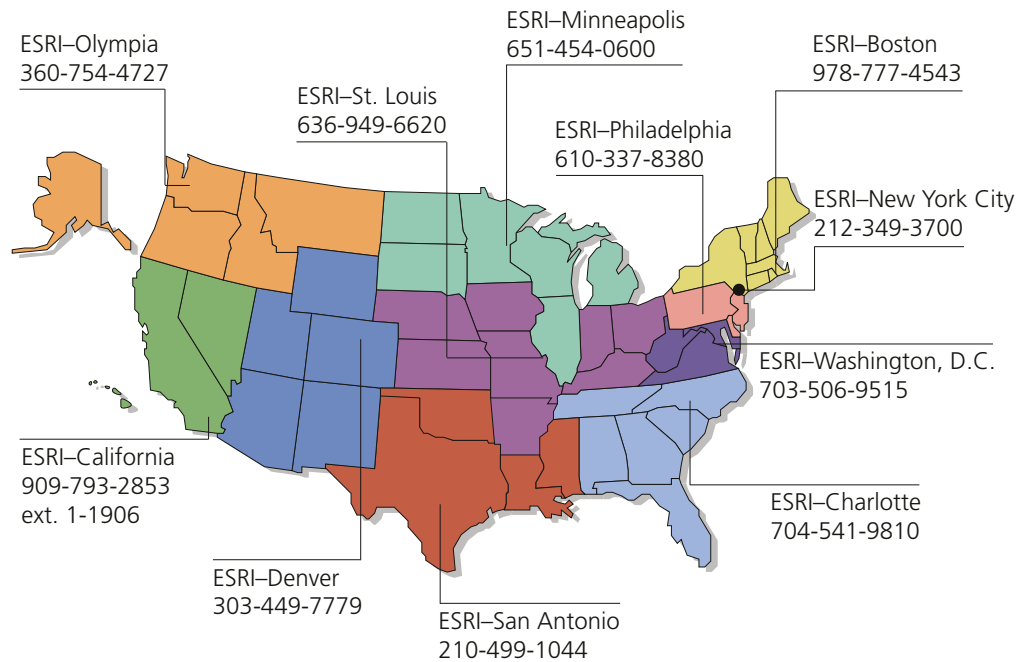 ESRI–Minneapolis
651-454-0600
ESRI–Olympia
360-754-4727
ESRI–Boston
978-777-4543
ESRI–St. Louis
636-949-6620
ESRI–Philadelphia
610-337-8380
ESRI–New York City
212-349-3700
ESRI–Washington, D.C.
703-506-9515
ESRI–California
909-793-2853
ext. 1-1906
ESRI–Charlotte
704-541-9810
ESRI–Denver
303-449-7779
ESRI–San Antonio
210-499-1044